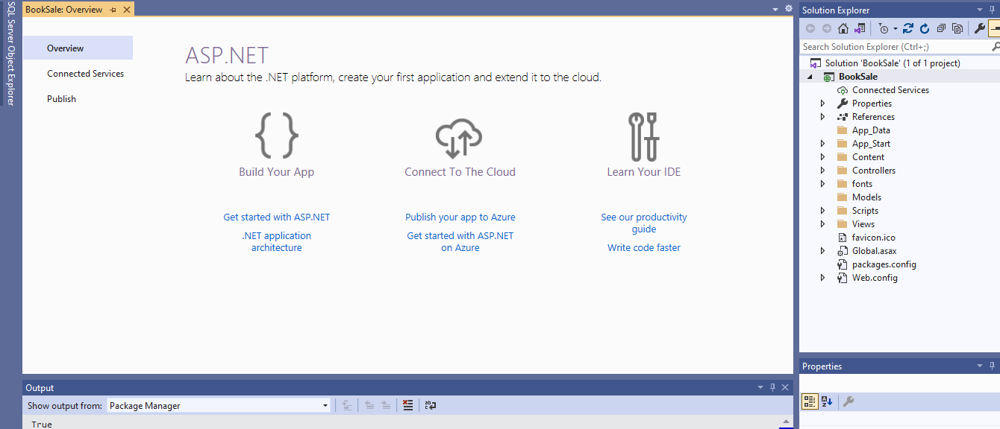 SQL Server Object Explorer
BookSale: Overview
Overview
Connected Services
Publish
ASP.NET
Learn about the .NET platform, create your first application and extend it to the cloud.
Build Your App
Get started with ASP.NET
.NET application
architecture
Connect To The Cloud
Publish your app to Azure
Get started with ASP.NET
on Azure
Learn Your IDE
See our productivity
guide
Write code faster
Output
Show output from: Package Manager
True
Solution Explorer
Search Solution Explorer (Ctrl+;)
Solution 'BookSale' (1 of 1 project)
BookSale
Connected Services
Properties
References
App_Data
App_Start
Content
Controllers
fonts
Models
Scripts
Views
favicon.ico
Global.asax
packages.config
Web.config
Properties